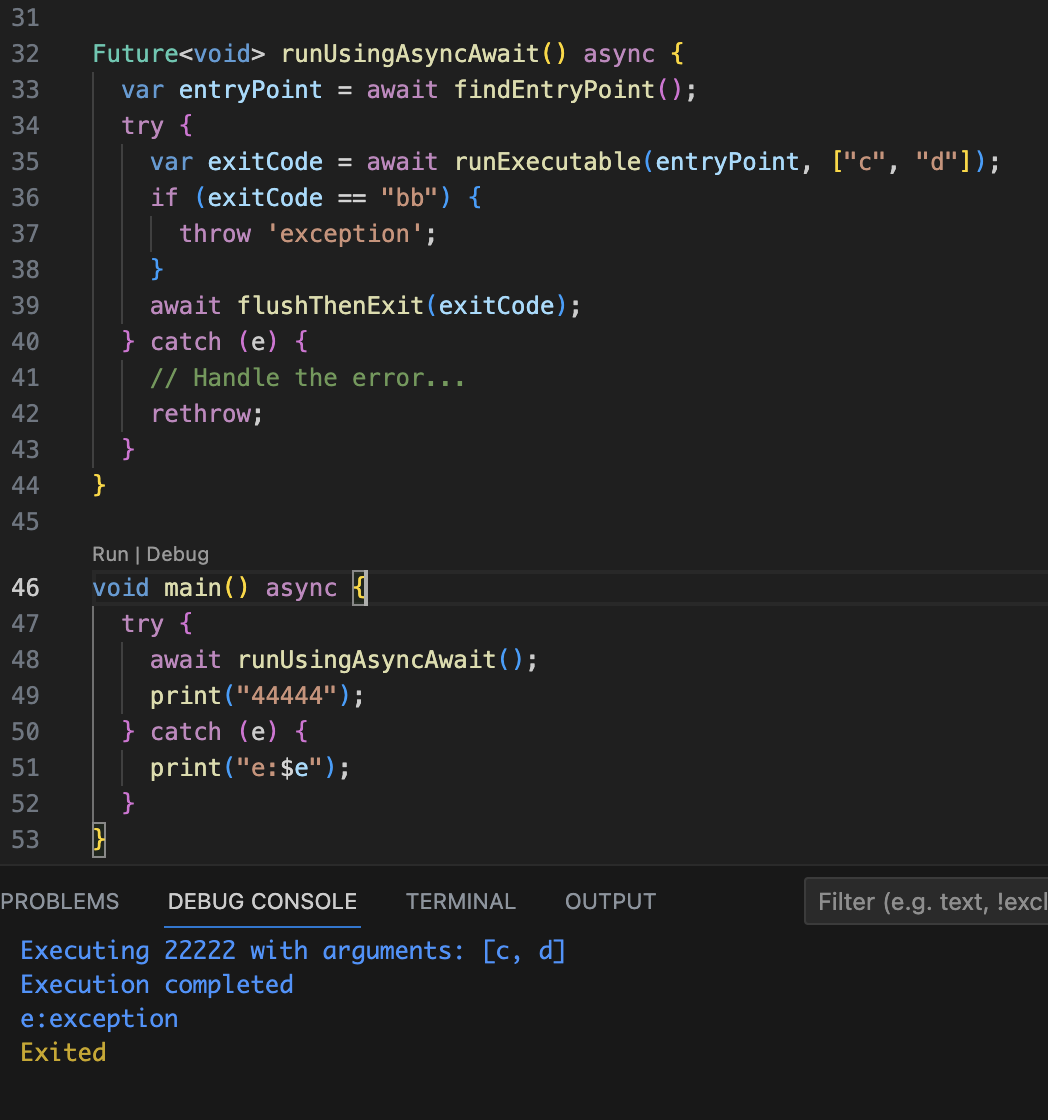 31
32 Future<void> runUsingAsyncAwait() async {
33 var entryPoint = await findEntryPoint();
34 try {
35 var exitCode = await runExecutable(entryPoint, ["c", "d"]);
36 if (exitCode == "bb") {
37 throw 'exception';
38 }
39 await flushThenExit(exitCode);
40 } catch (e) {
41 // Handle the error...
42 rethrow;
43 }
44 }
45
Run | Debug
46 void main() async {
47 try {
48 await runUsingAsyncAwait();
49 print("44444");
50 } catch (e) {
51 print("e:$e");
52 }
53 }
PROBLEMS DEBUG CONSOLE TERMINAL OUTPUT Filter (e.g. text, !excl
Executing 22222 with arguments: [c, d]
Execution completed
e:exception
Exited